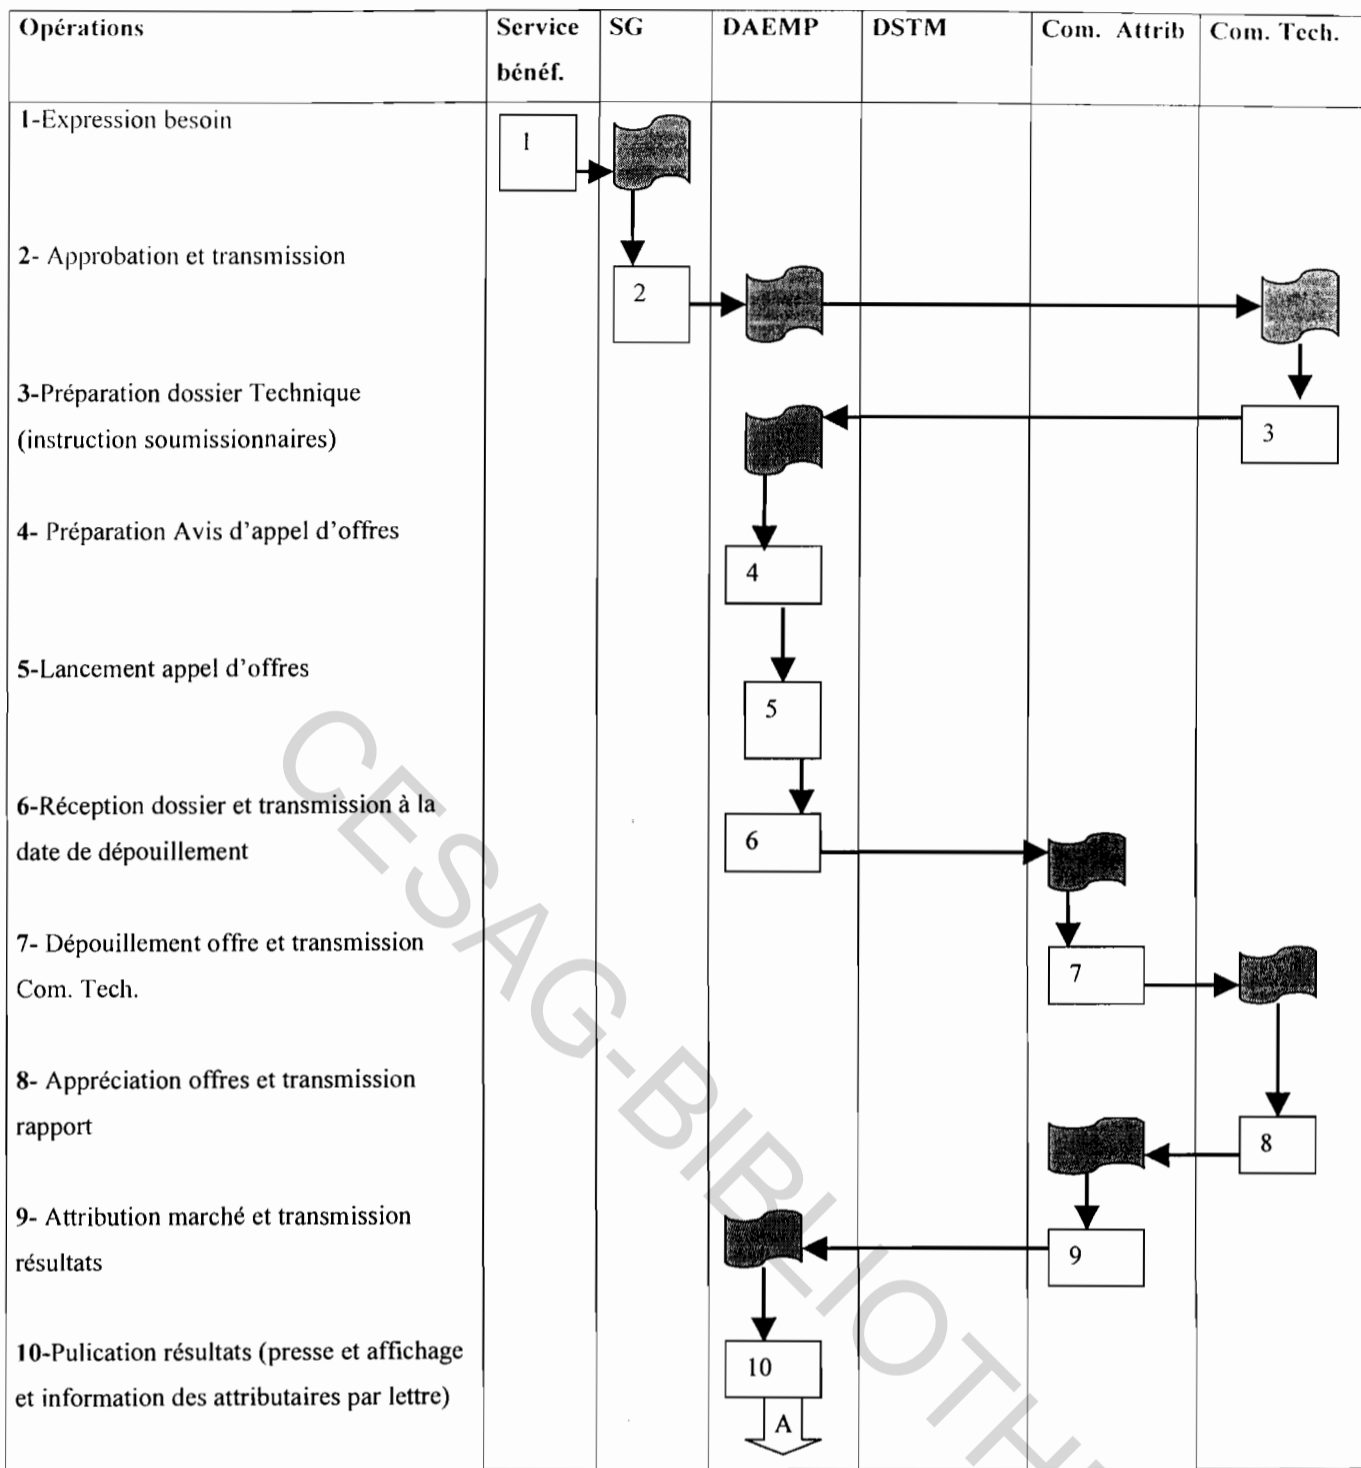 Opérations Service SG DAEMP DSTM Com. Attrib Com. Tech.
bénéf.
1-Expression besoin
1
2- Approbation et transmission
2
3-Préparation dossier Technique
(instruction soumissionnaires)
3
4- Préparation Avis d'appel d'offres
4
5-Lancement appel d'offres
5
6-Réception dossier et transmission à la
date de dépouillement
6
7- Dépouillement offre et transmission
Com. Tech.
7
8- Appréciation offres et transmission
rapport
8
9- Attribution marché et transmission
résultats
9
10-Pulication résultats (presse et affichage
et information des attributaires par lettre)
10
A
CESAG-BIBLIOTH